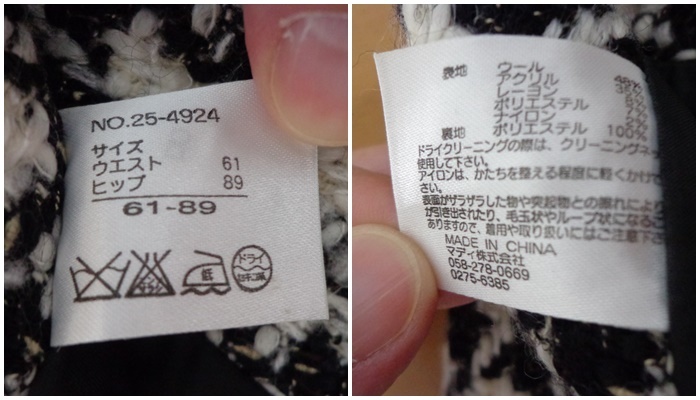 NO.25-4924
サイズ
ウエスト 61
ヒップ 89
61-89
低
ドライ
セキユ系
表地 ウール
アクリル
レーヨン
ポリエステル
ナイロン
裏地 ポリエステル 100%
ドライクリーニングの際は、クリーニングネ
使用して下さい。
アイロンは、かたちを整える程度に軽くかけ
さい。
表面がザラザラした物や突起物との擦れにより
が引き出されたり、毛玉状やループ状になる
ありますので、着用や取り扱いにはご注意下
MADE IN CHINA
マディ株式会社
058-278-0669
0275-6385